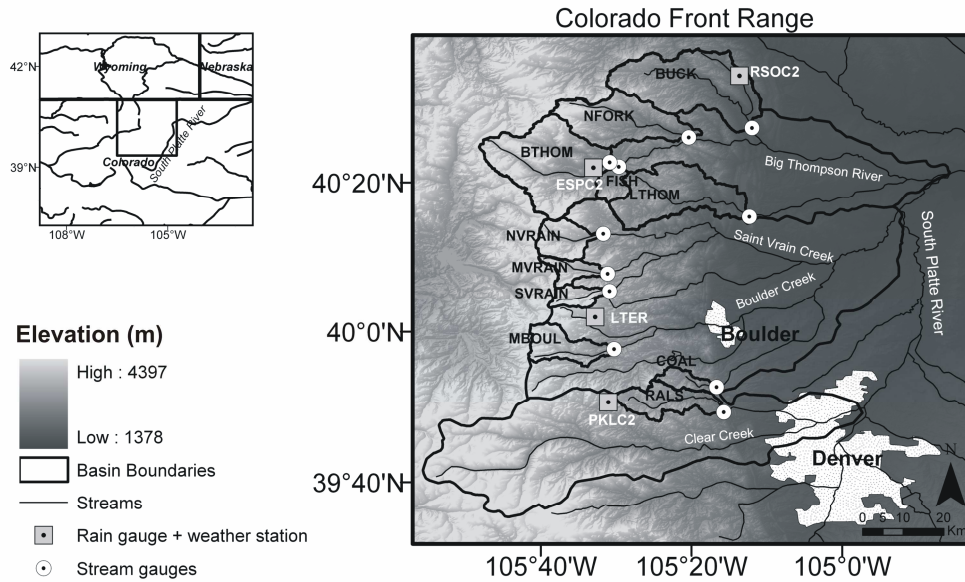 Colorado Front Range
42°N
39°N
108°W
105°W
Wyoming
Nebraska
Colorado
South Platte River
Elevation (m)
High : 4397
Low : 1378
Basin Boundaries
Streams
Rain gauge + weather station
Stream gauges
40°20'N
40°0'N
39°40'N
105°40'W
105°20'W
105°0'W
BUCK
RSOC2
NFORK
BTHOM
ESPC2
FISH
LTHOM
Big Thompson River
NVRAIN
Saint Vrain Creek
MVRAIN
SVRAIN
Boulder Creek
LTER
South Platte River
MBOUL
Boulder
COAL
RALS
PKLC2
Clear Creek
Denver
N
0 5 10 20
Km